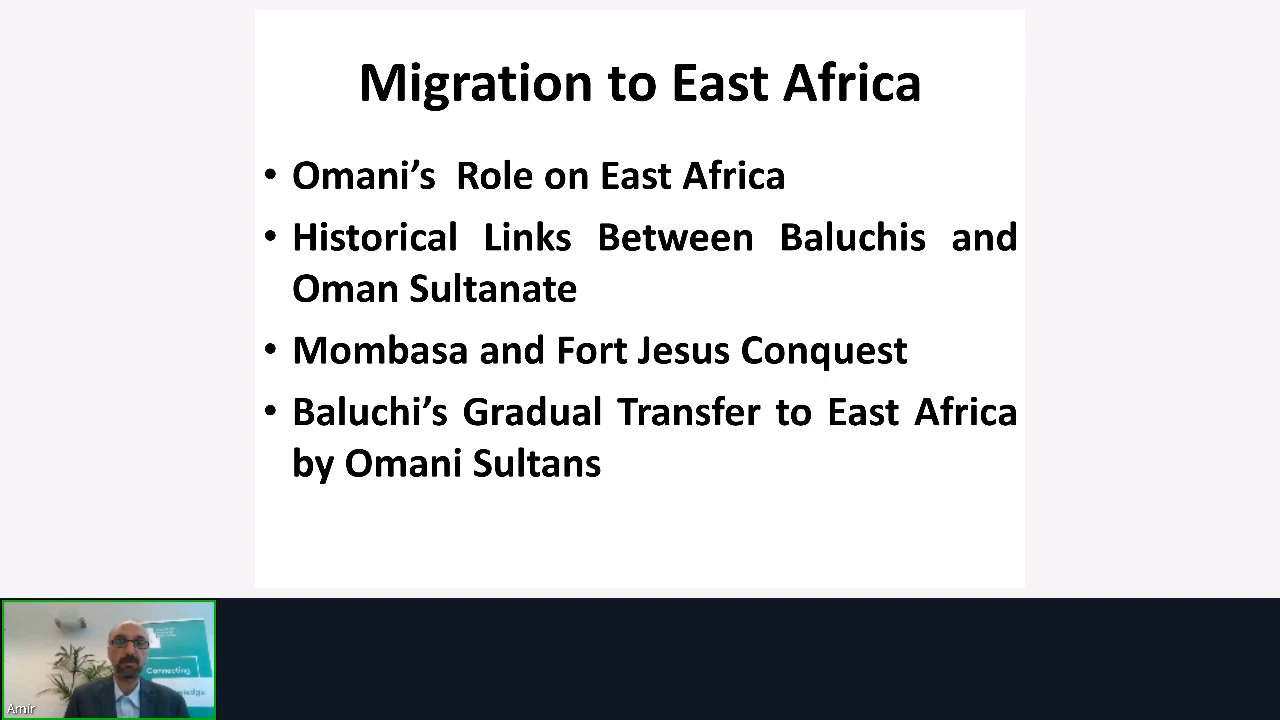 Migration to East Africa
• Omani’s Role on East Africa
• Historical Links Between Baluchis and
Oman Sultanate
• Mombasa and Fort Jesus Conquest
• Baluchi’s Gradual Transfer to East Africa
by Omani Sultans
Connecting
Amir